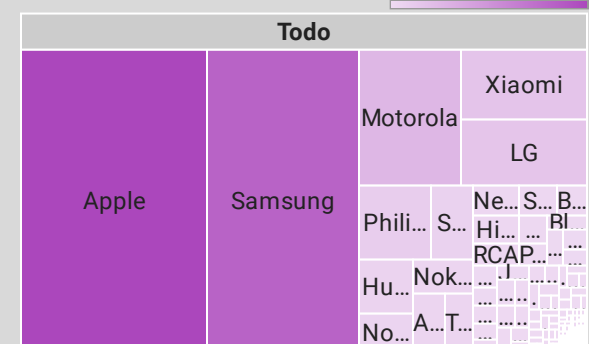 Todo
Apple
Samsung
Motorola
Xiaomi
LG
Phili...
S...
Ne...
S...
B...
Hi...
...
Bl...
RCA
P...
Hu...
Nok...
No...
A...
T...
J...